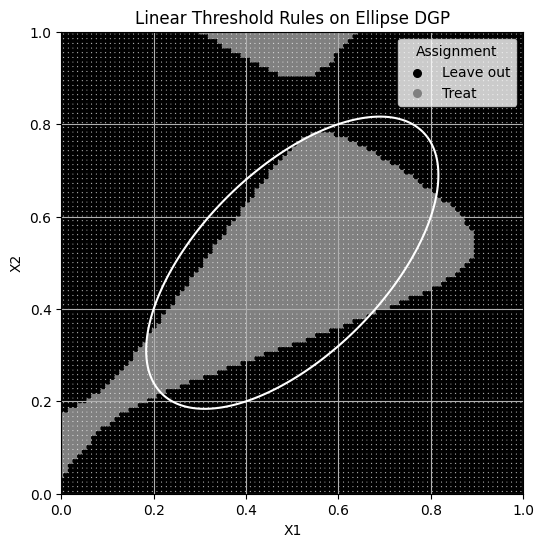 Linear Threshold Rules on Ellipse DGP
Assignment
Leave out
Treat
X2
1.0
0.8
0.6
0.4
0.2
0.0
0.0 0.2 0.4 0.6 0.8 1.0
X1